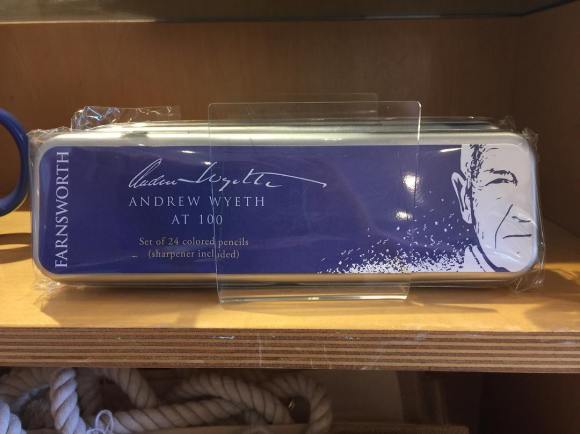 FARNSWORTH
Andrew Wyeth
ANDREW WYETH
AT 100
Set of 24 colored pencils
(sharpener included)